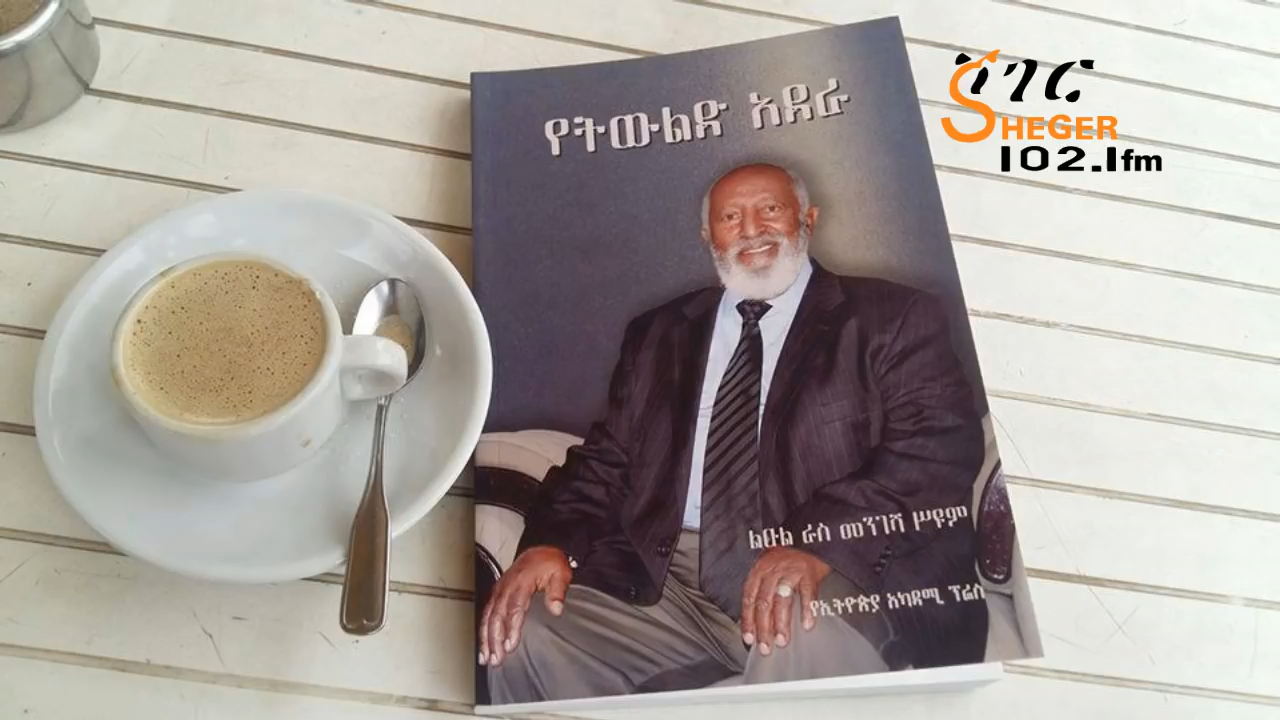 የትውልድ አደራ
ሸገር
SHEGER
102.1fm
ልዑል ራስ መንገሻ ሥዩም
የኢትዮጵያ አካዳሚ ፕሬስ